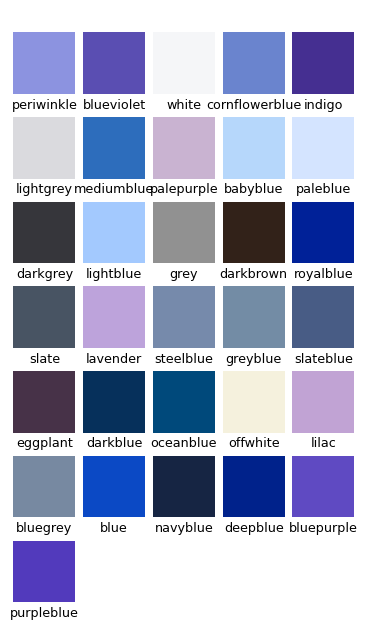 periwinkle blueviolet white cornflowerblue indigo
lightgrey mediumblue palepurple babyblue paleblue
darkgrey lightblue grey darkbrown royalblue
slate lavender steelblue greyblue slateblue
eggplant darkblue oceanblue offwhite lilac
bluegrey blue navyblue deepblue bluepurple
purpleblue